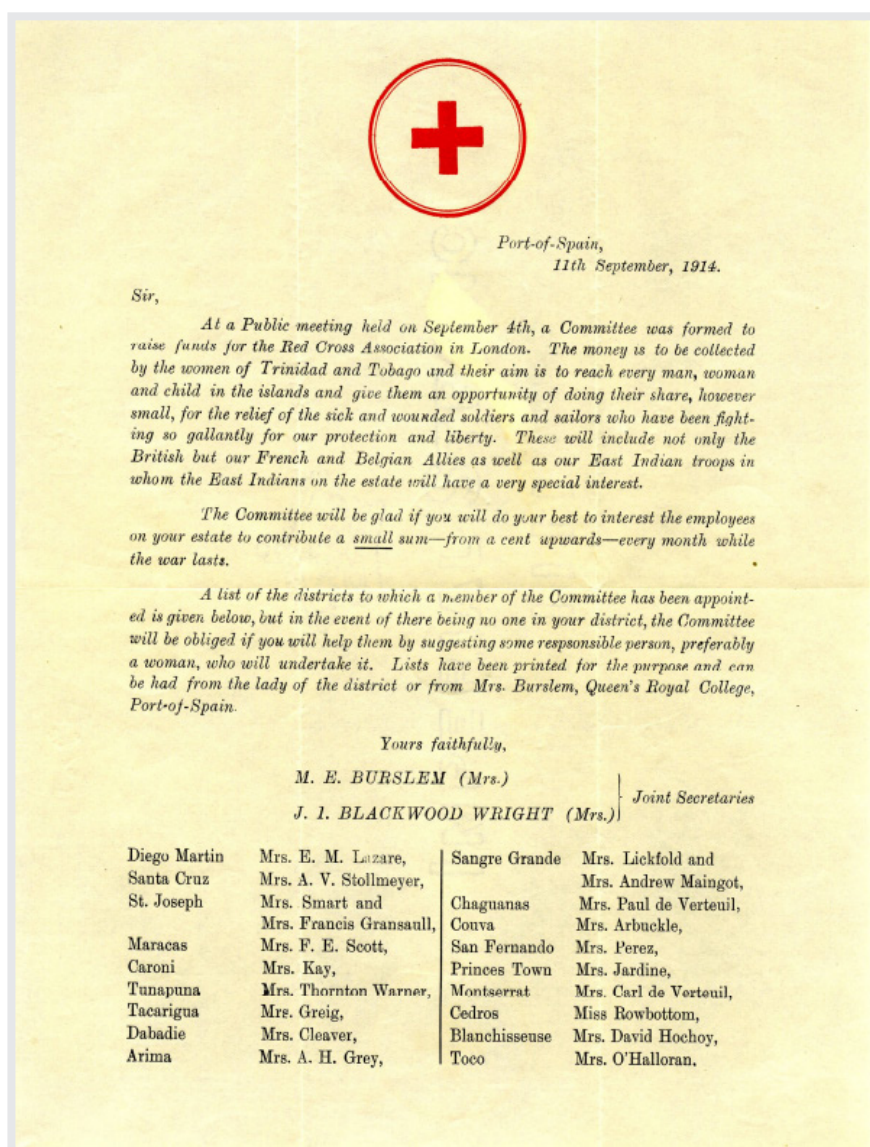 Port-of-Spain,
11th September, 1914.
Sir,
At a Public meeting held on September 4th, a Committee was formed to
raise funds for the Red Cross Association in London. The money is to be collected
by the women of Trinidad and Tobago and their aim is to reach every man, woman
and child in the islands and give them an opportunity of doing their share, however
small, for the relief of the sick and wounded soldiers and sailors who have been fight-
ing so gallantly for our protection and liberty. These will include not only the
British but our French and Belgian Allies as well as our East Indian troops in
whom the East Indians on the estate will have a very special interest.
The Committee will be glad if you will do your best to interest the employees
on your estate to contribute a small sum—from a cent upwards—every month while
the war lasts.
A list of the districts to which a member of the Committee has been appoint-
ed is given below, but in the event of there being no one in your district, the Committee
will be obliged if you will help them by suggesting some respsonsible person, preferably
a woman, who will undertake it. Lists have been printed for the purpose and can
be had from the lady of the district or from Mrs. Burslem, Queen's Royal College,
Port-of-Spain.
Yours faithfully,
M. E. BURSLEM (Mrs.)
J. I. BLACKWOOD WRIGHT (Mrs.)
Joint Secretaries
Diego Martin Mrs. E. M. Lazare,
Santa Cruz Mrs. A. V. Stollmeyer,
St. Joseph Mrs. Smart and
Mrs. Francis Gransaull,
Maracas Mrs. F. E. Scott,
Caroni Mrs. Kay,
Tunapuna Mrs. Thornton Warner,
Tacarigua Mrs. Greig,
Dabadie Mrs. Cleaver,
Arima Mrs. A. H. Grey,
Sangre Grande Mrs. Lickfold and
Mrs. Andrew Maingot,
Chaguanas Mrs. Paul de Verteuil,
Couva Mrs. Arbuckle,
San Fernando Mrs. Perez,
Princes Town Mrs. Jardine,
Montserrat Mrs. Carl de Verteuil,
Cedros Miss Rowbottom,
Blanchisseuse Mrs. David Hochoy,
Toco Mrs. O'Halloran.